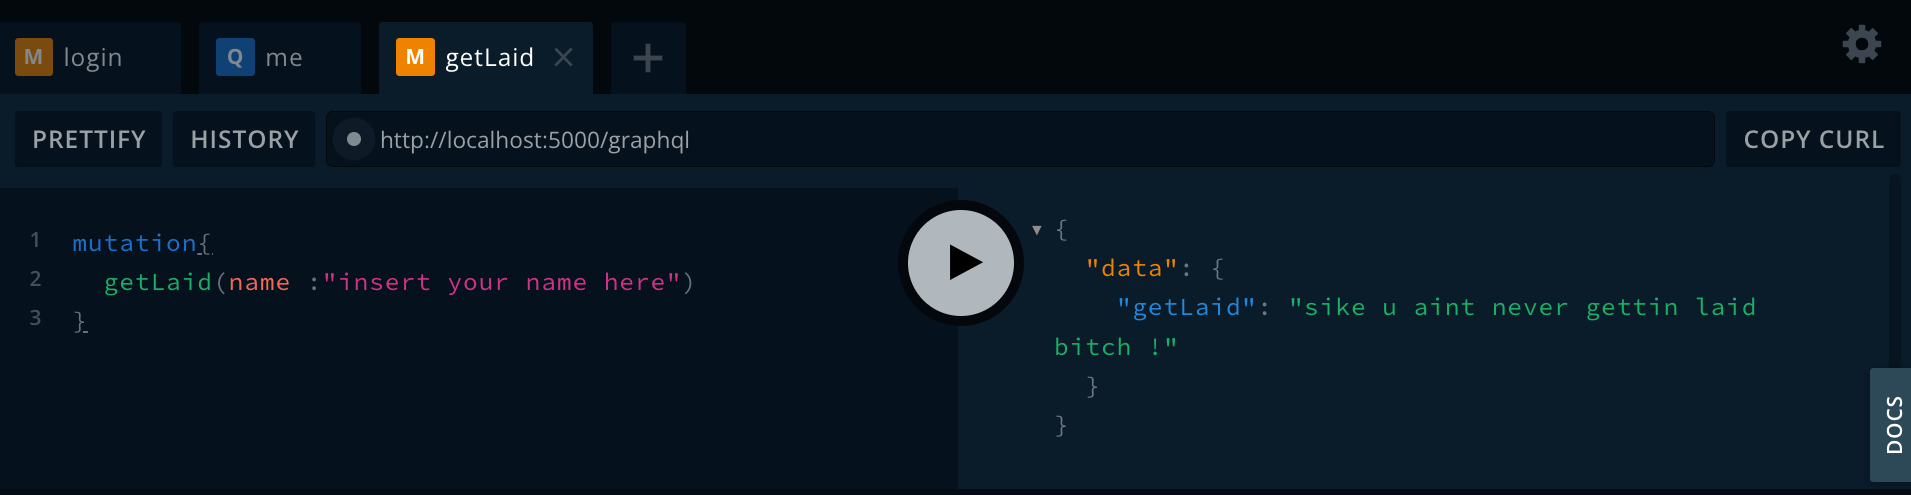 M login Q me M getLaid
PRETTIFY HISTORY http://localhost:5000/graphql COPY CURL
1 mutation{
2 getLaid(name :"insert your name here")
3 }
{
"data": {
"getLaid": "sike u aint never gettin laid
bitch !"
}
}
DOCS